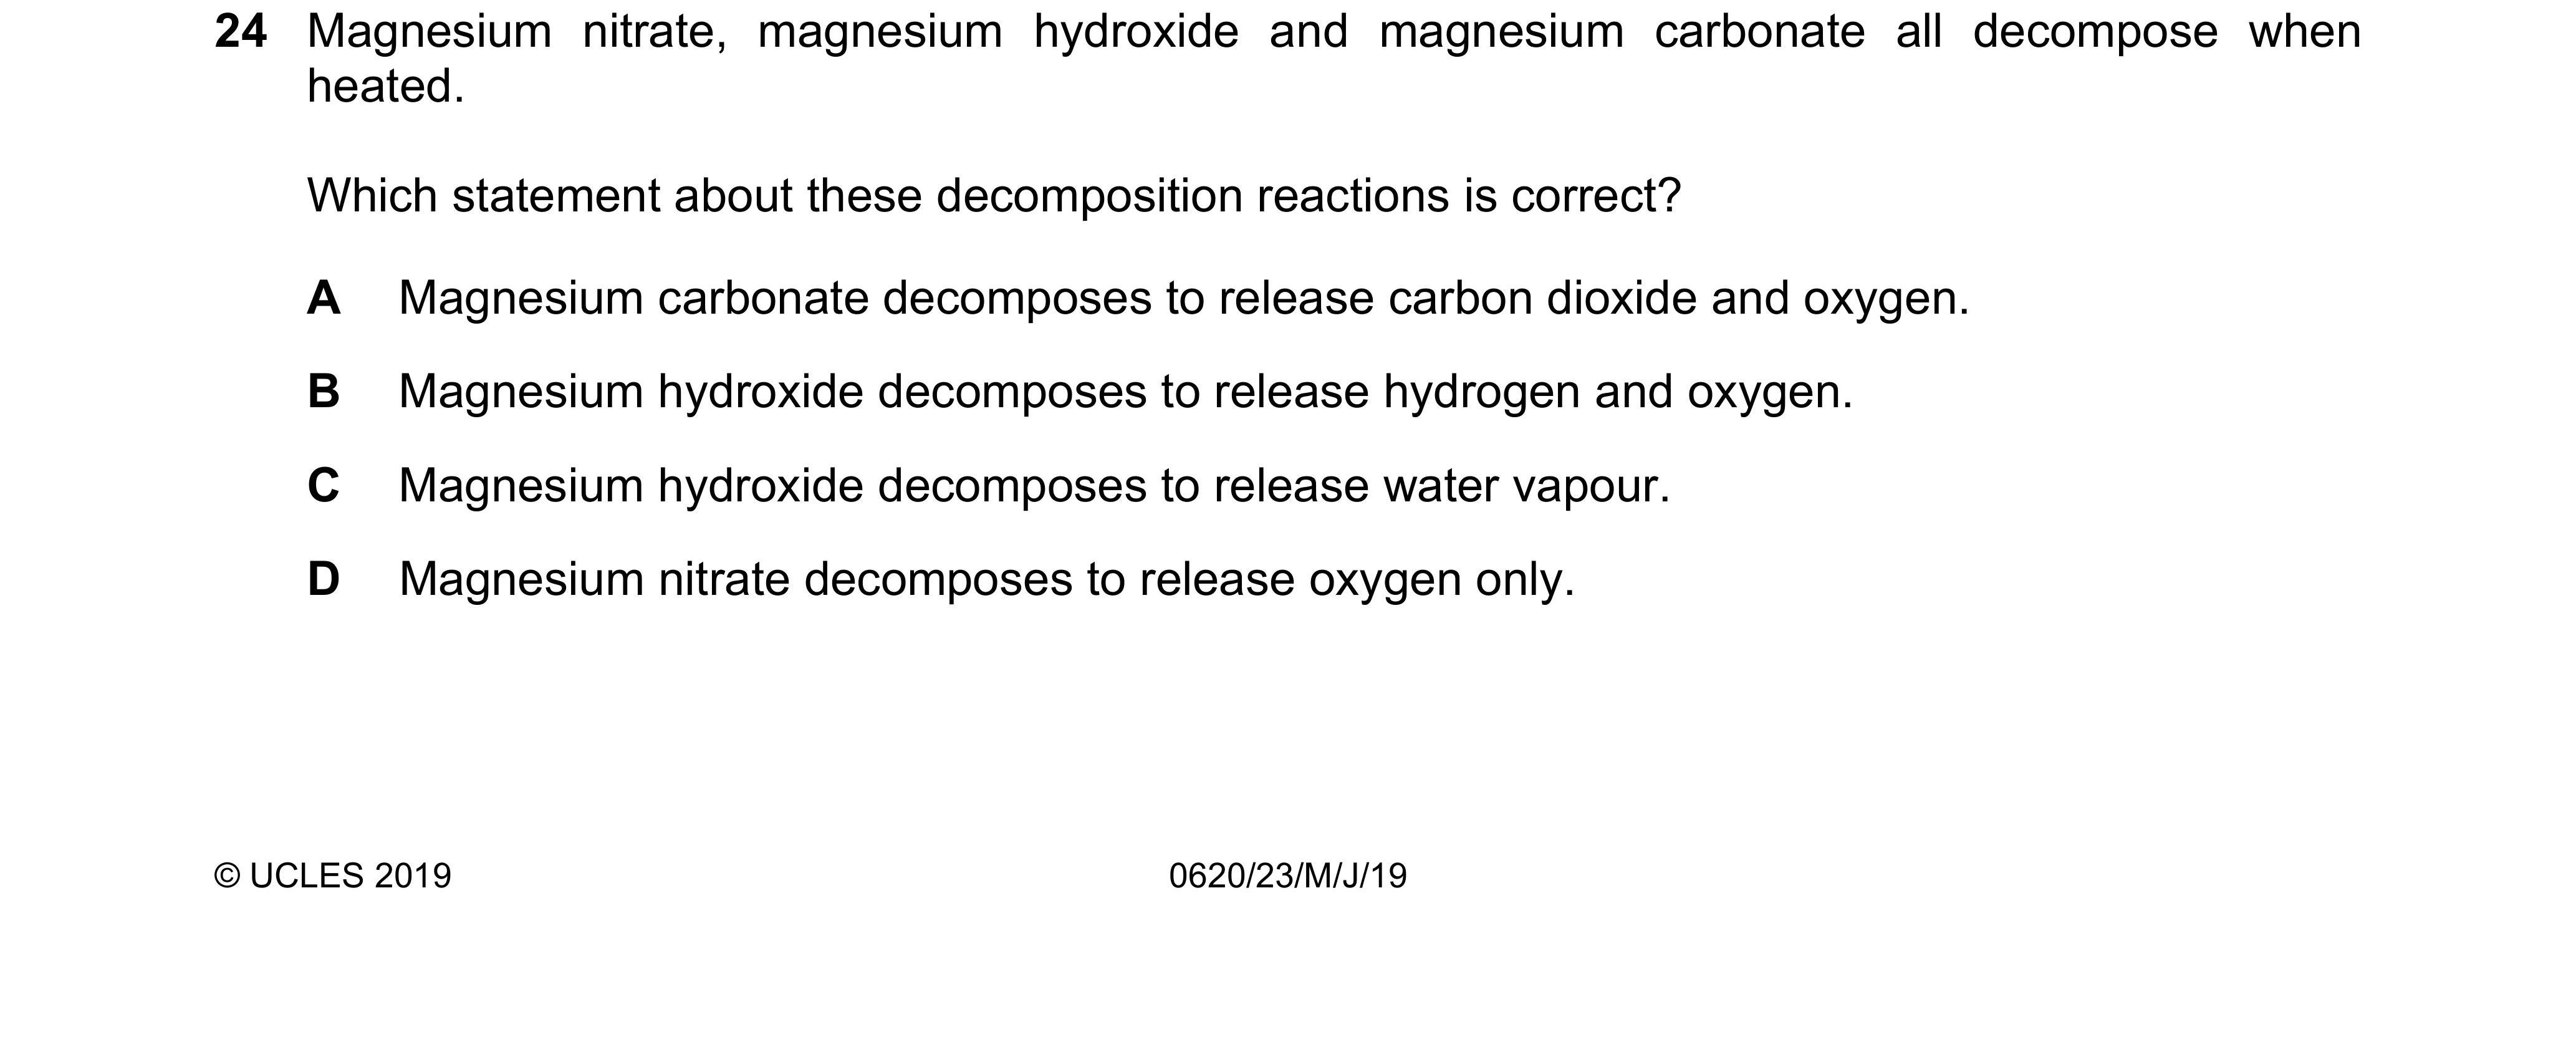 24 Magnesium nitrate, magnesium hydroxide and magnesium carbonate all decompose when
heated.
Which statement about these decomposition reactions is correct?
A Magnesium carbonate decomposes to release carbon dioxide and oxygen.
B Magnesium hydroxide decomposes to release hydrogen and oxygen.
C Magnesium hydroxide decomposes to release water vapour.
D Magnesium nitrate decomposes to release oxygen only.
© UCLES 2019 0620/23/M/J/19